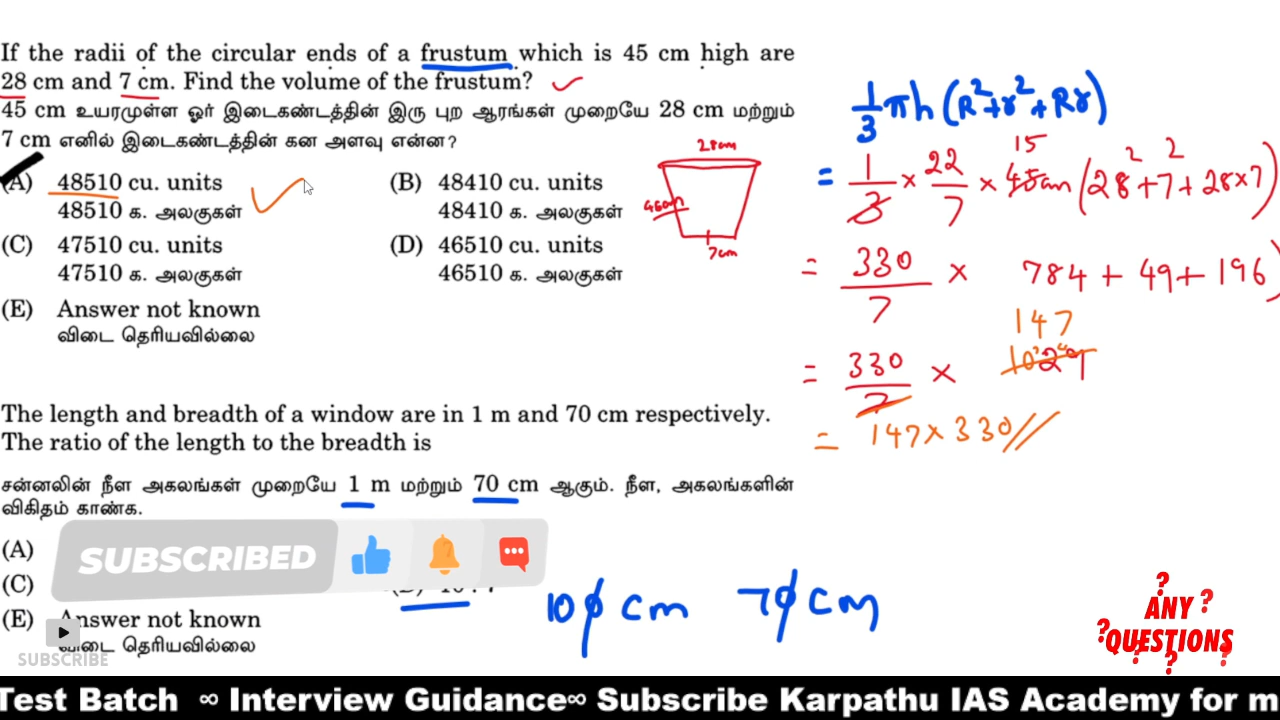 If the radii of the circular ends of a frustum which is 45 cm high are
28 cm and 7 cm. Find the volume of the frustum?
45 cm உயரமுள்ள ஓர் இடைகண்டத்தின் இரு புற ஆரங்கள் முறையே 28 cm மற்றும்
7 cm எனில் இடைகண்டத்தின் கன அளவு என்ன?
(A) 48510 cu. units (B) 48410 cu. units
48510 க. அலகுகள் 48410 க. அலகுகள்
(C) 47510 cu. units (D) 46510 cu. units
47510 க. அலகுகள் 46510 க. அலகுகள்
(E) Answer not known
விடை தெரியவில்லை
28cm
7cm
1/3 πh (R²+r²+Rr)
= 1/3 × 22/7 × 45cm 15 (28²+7²+28×7)
= 330/7 × 784 + 49 + 196)
147
= 330/7 × 1029
= 147×330//
The length and breadth of a window are in 1 m and 70 cm respectively.
The ratio of the length to the breadth is
சன்னலின் நீள அகலங்கள் முறையே 1 m மற்றும் 70 cm ஆகும். நீள, அகலங்களின்
விகிதம் காண்க.
(A)
SUBSCRIBED
(C)
100 cm 70 cm
(E) Answer not known
விடை தெரியவில்லை
SUBSCRIBE
ANY
QUESTIONS
Test Batch ∞ Interview Guidance∞ Subscribe Karpathu IAS Academy for m